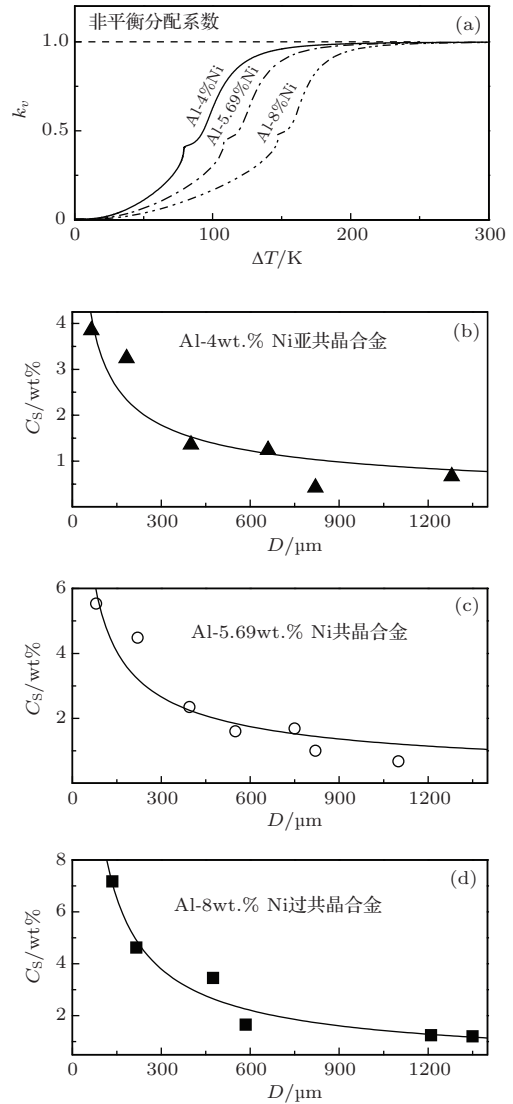 非平衡分配系数 (a)
1.0
0.5
0
k_v
Al-4%Ni
Al-5.69%Ni
Al-8%Ni
0 100 200 300
ΔT/K
(b)
Al-4wt.% Ni亚共晶合金
4
3
2
1
C_S/wt%
0 300 600 900 1200
D/μm
(c)
Al-5.69wt.% Ni共晶合金
6
4
2
C_S/wt%
0 300 600 900 1200
D/μm
(d)
Al-8wt.% Ni过共晶合金
8
6
4
2
C_S/wt%
0 300 600 900 1200
D/μm